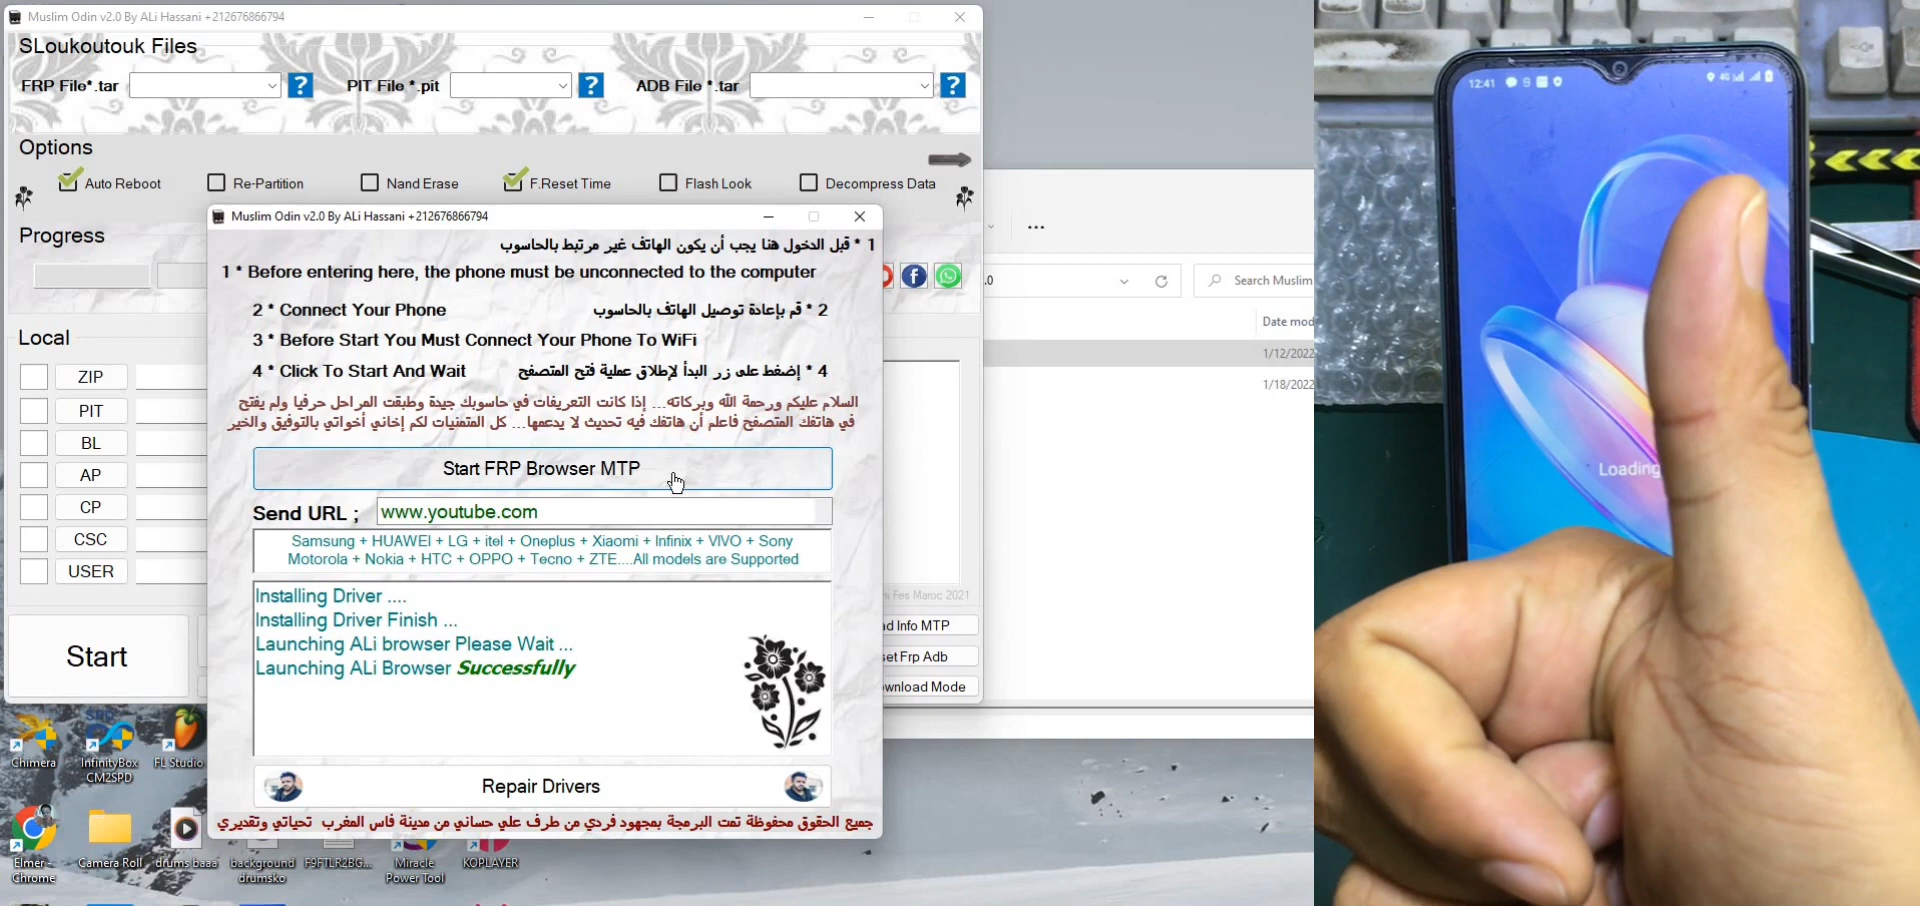 Muslim Odin v2.0 By ALi Hassani +212676866794
SLoukoutouk Files
FRP File*.tar
PIT File *.pit
ADB File *.tar
Options
Auto Reboot
Re-Partition
Nand Erase
F.Reset Time
Flash Look
Decompress Data
Progress
Local
ZIP
PIT
BL
AP
CP
CSC
USER
Start
ni Fes Maroc 2021
ad Info MTP
set Frp Adb
wnload Mode
Muslim Odin v2.0 By ALi Hassani +212676866794
1 * قبل الدخول هنا يجب أن يكون الهاتف غير مرتبط بالحاسوب
1 * Before entering here, the phone must be unconnected to the computer
2 * Connect Your Phone
2 * قم بإعادة توصيل الهاتف بالحاسوب
3 * Before Start You Must Connect Your Phone To WiFi
4 * Click To Start And Wait
4 * إضغط على زر البدأ لإطلاق عملية فتح المتصفح
السلام عليكم ورحمة الله وبركاته... إذا كانت التعريفات في حاسوبك جيدة وطبقت المراحل حرفيا ولم يفتح
في هاتفك المتصفح فاعلم أن هاتفك فيه تحديث لا يدعمها... كل المتمنيات لكم إخاني أخواتي بالتوفيق والخير
Start FRP Browser MTP
Send URL ;
www.youtube.com
Samsung + HUAWEI + LG + itel + Oneplus + Xiaomi + Infinix + VIVO + Sony
Motorola + Nokia + HTC + OPPO + Tecno + ZTE....All models are Supported
Installing Driver ....
Installing Driver Finish ...
Launching ALi browser Please Wait ...
Launching ALi Browser Successfully
Repair Drivers
جميع الحقوق محفوظة تمت البرمجة بمجهود فردي من طرف علي حساني من مدينة فاس المغرب تحياتي وتقديري
.0
Search Muslim
Date mod
1/12/2022
1/18/2022
Chimera
InfinityBox
CM2SPD
FL Studio
Elmer -
Chrome
Camera Roll
drums baaa
background
drumsko
F9FTLR2BG...
Miracle
Power Tool
KOPLAYER
12:41
4G
Loading